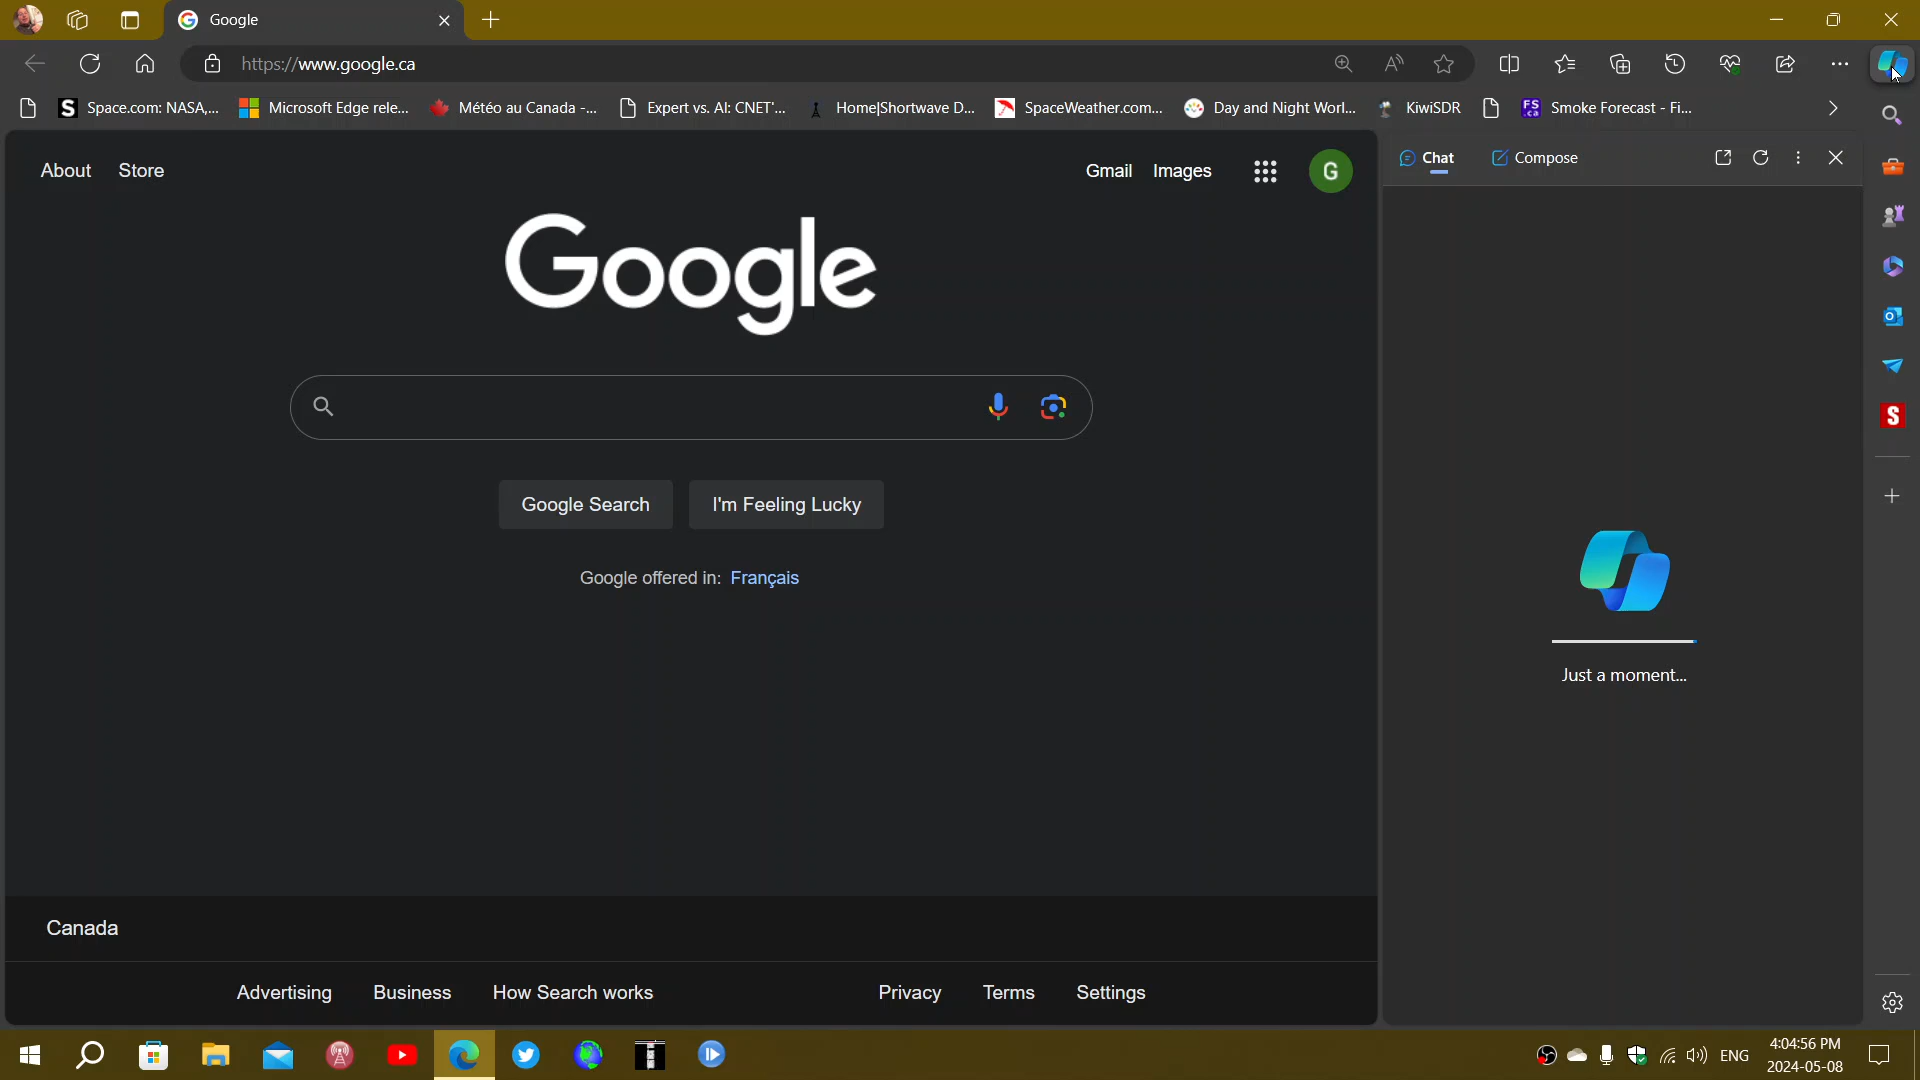 Google
https://www.google.ca
Space.com: NASA,...
Microsoft Edge rele...
Météo au Canada -...
Expert vs. AI: CNET'...
Home|Shortwave D...
SpaceWeather.com...
Day and Night Worl...
KiwiSDR
FS.ca
Smoke Forecast - Fi...
About
Store
Gmail
Images
G
Chat
Compose
Google
Google Search
I'm Feeling Lucky
Google offered in: Français
Just a moment...
Canada
Advertising
Business
How Search works
Privacy
Terms
Settings
ENG
4:04:56 PM
2024-05-08